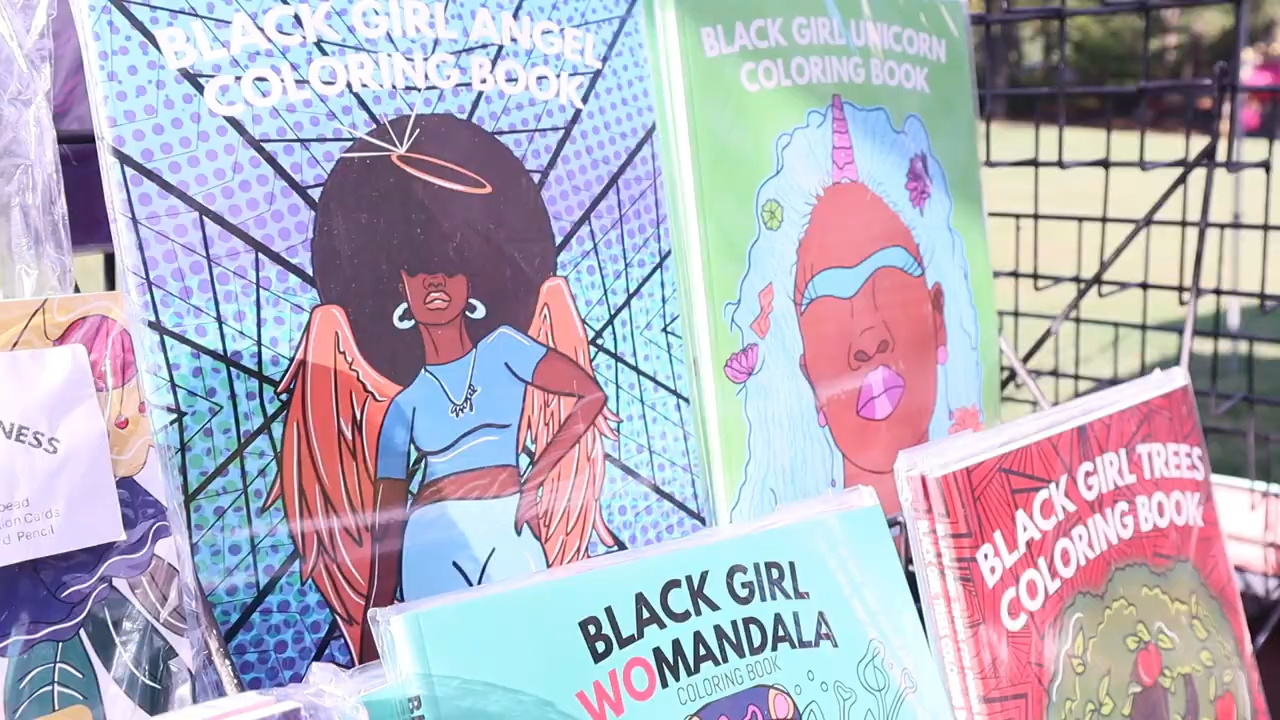 BLACK GIRL ANGEL
COLORING BOOK
BLACK GIRL UNICORN
COLORING BOOK
Angel
NESS
ion Cards
d Pencil
BLACK GIRL TREES
COLORING BOOK
BLACK GIRL
WOMANDALA
COLORING BOOK